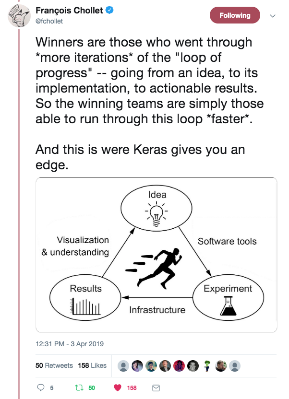 François Chollet
@fchollet
Following
Winners are those who went through
*more iterations* of the "loop of
progress" -- going from an idea, to its
implementation, to actionable results.
So the winning teams are simply those
able to run through this loop *faster*.
And this is were Keras gives you an
edge.
Idea
Visualization
& understanding
Software tools
Results
Experiment
Infrastructure
12:31 PM - 3 Apr 2019
50 Retweets 158 Likes
6
50
158